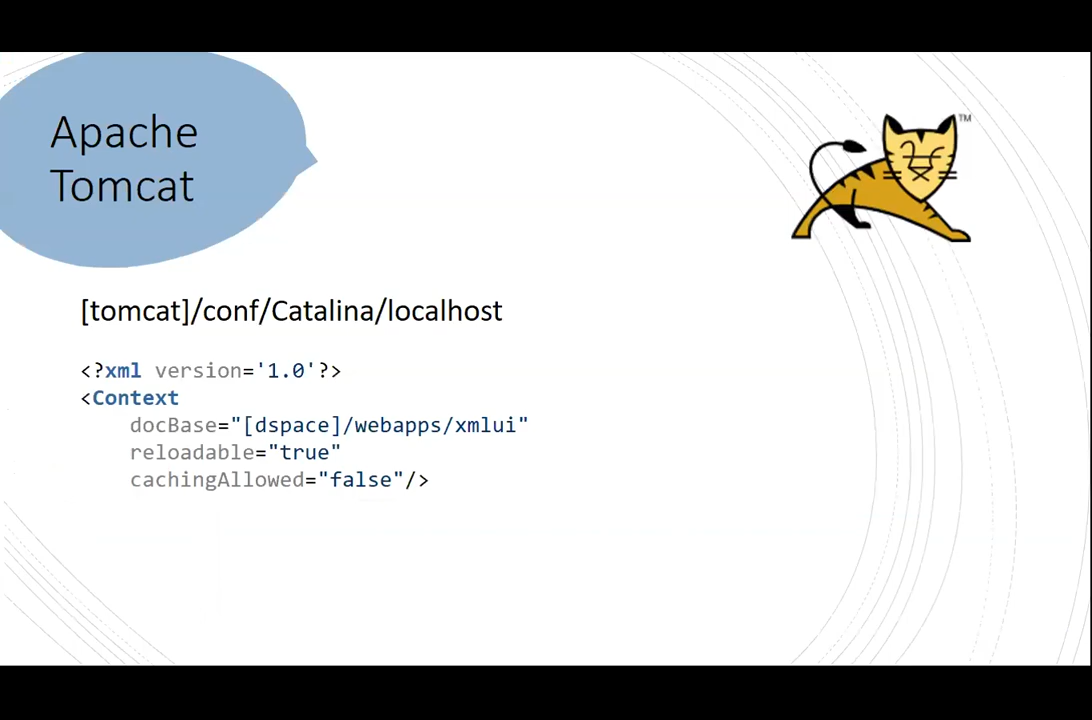 Apache
Tomcat
TM
[tomcat]/conf/Catalina/localhost
<?xml version='1.0'?>
<Context
docBase="[dspace]/webapps/xmlui"
reloadable="true"
cachingAllowed="false"/>